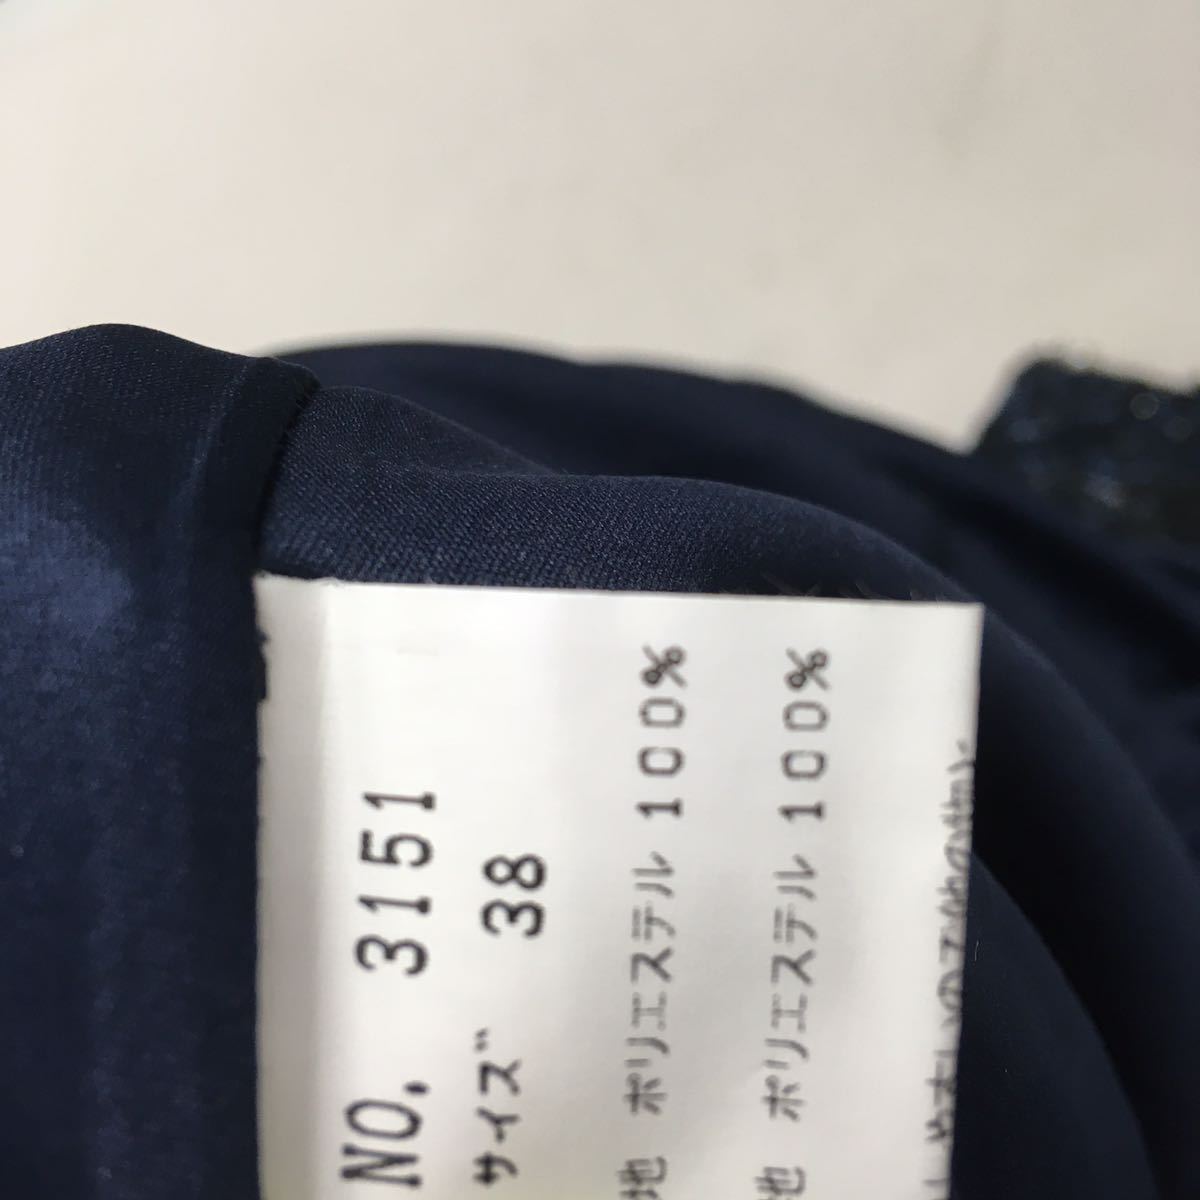 NO. 3151
サイズ 38
地 ポリエステル 100%
地 ポリエステル 100%